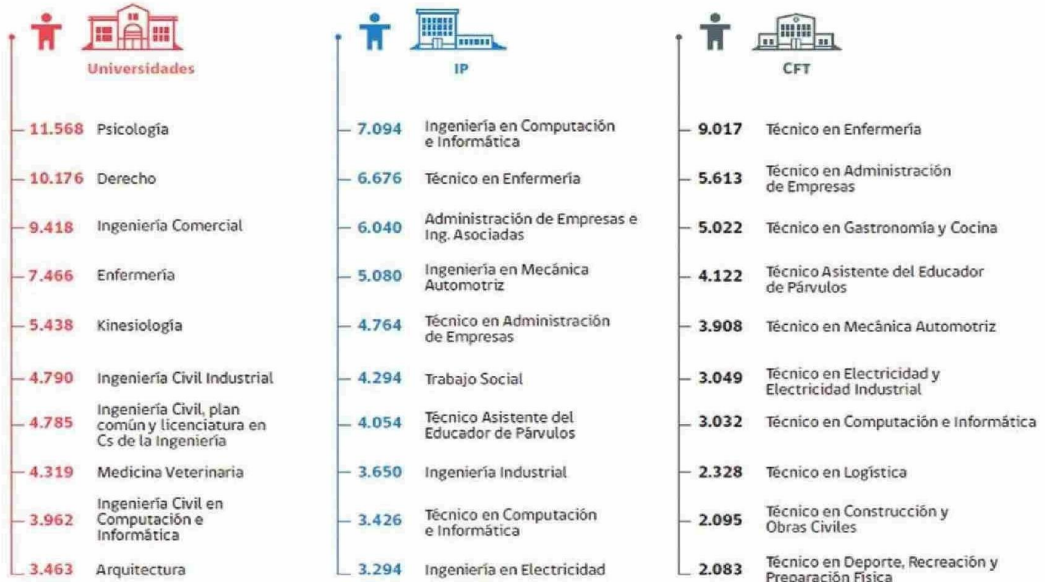 Universidades
11.568 Psicología
10.176 Derecho
9.418 Ingeniería Comercial
7.466 Enfermería
5.438 Kinesiología
4.790 Ingeniería Civil Industrial
4.785 Ingeniería Civil, plan
común y licenciatura en
Cs de la Ingeniería
4.319 Medicina Veterinaria
3.962 Ingeniería Civil en
Computación e
Informática
3.463 Arquitectura
IP
7.094 Ingeniería en Computación
e Informática
6.676 Técnico en Enfermería
6.040 Administración de Empresas e
Ing. Asociadas
5.080 Ingeniería en Mecánica
Automotriz
4.764 Técnico en Administración
de Empresas
4.294 Trabajo Social
4.054 Técnico Asistente del
Educador de Párvulos
3.650 Ingeniería Industrial
3.426 Técnico en Computación
e Informática
3.294 Ingeniería en Electricidad
CFT
9.017 Técnico en Enfermería
5.613 Técnico en Administración
de Empresas
5.022 Técnico en Gastronomía y Cocina
4.122 Técnico Asistente del Educador
de Párvulos
3.908 Técnico en Mecánica Automotriz
3.049 Técnico en Electricidad y
Electricidad Industrial
3.032 Técnico en Computación e Informática
2.328 Técnico en Logística
2.095 Técnico en Construcción y
Obras Civiles
2.083 Técnico en Deporte, Recreación y
Preparación Física